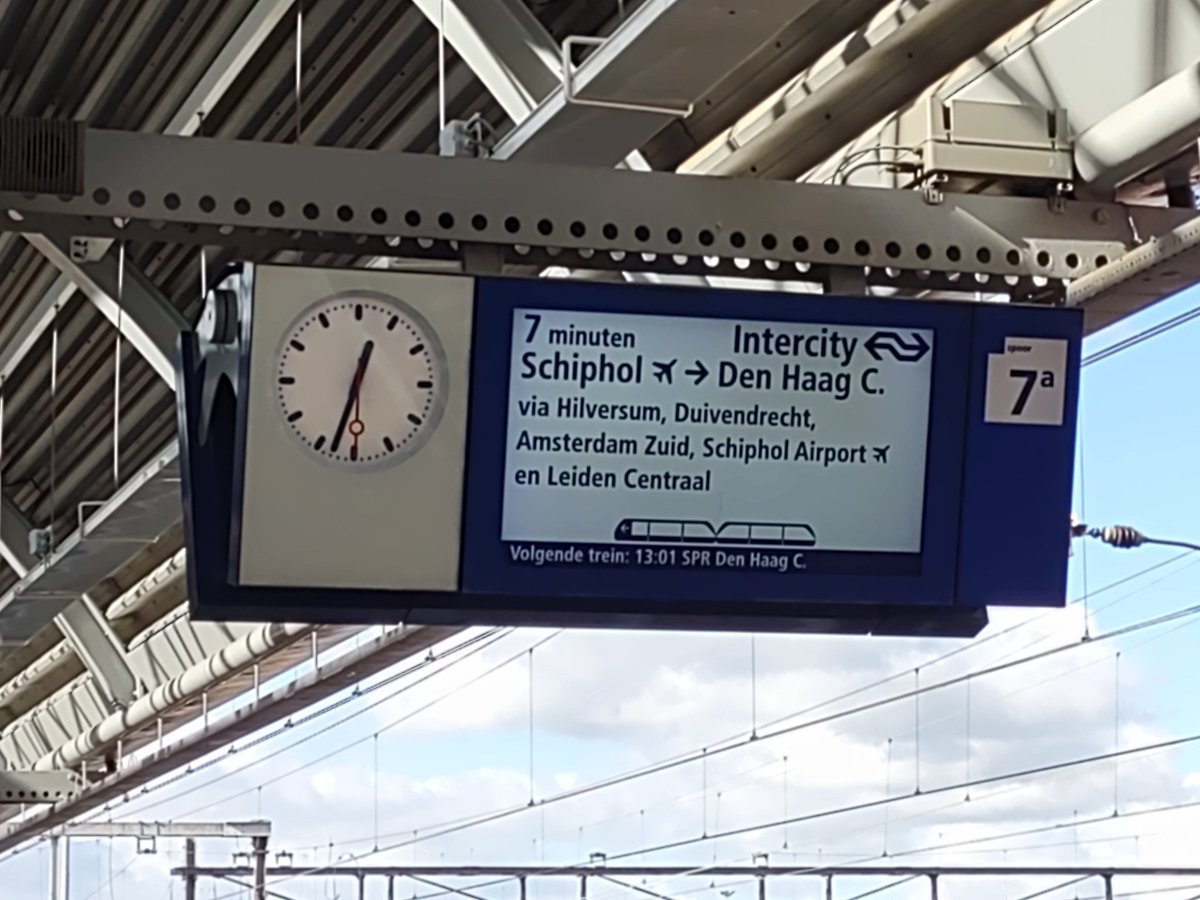 7 minuten Intercity
Schiphol ✈ → Den Haag C.
via Hilversum, Duivendrecht,
Amsterdam Zuid, Schiphol Airport ✈
en Leiden Centraal
Volgende trein: 13:01 SPR Den Haag C.
spoor
7a